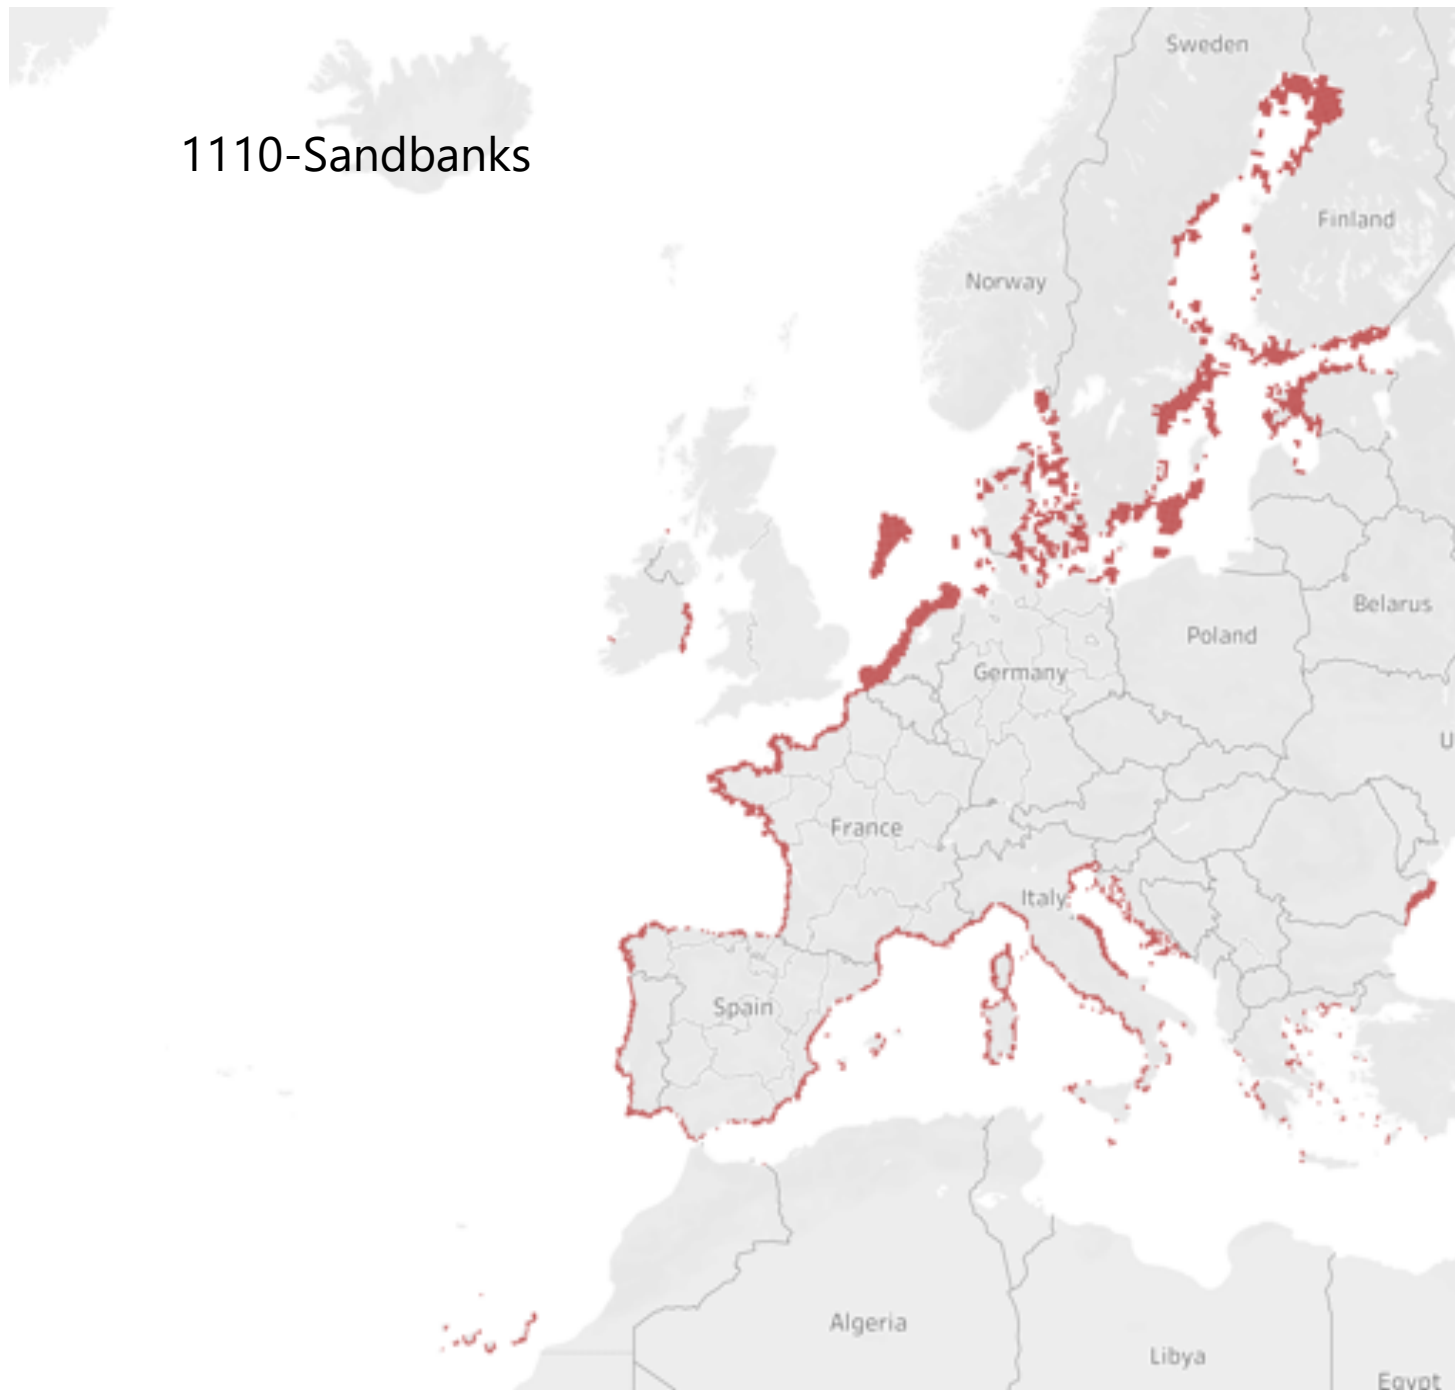 Sweden
1110-Sandbanks
Finland
Norway
Belarus
Poland
Germany
U
France
Italy
Spain
Algeria
Libya
Egypt